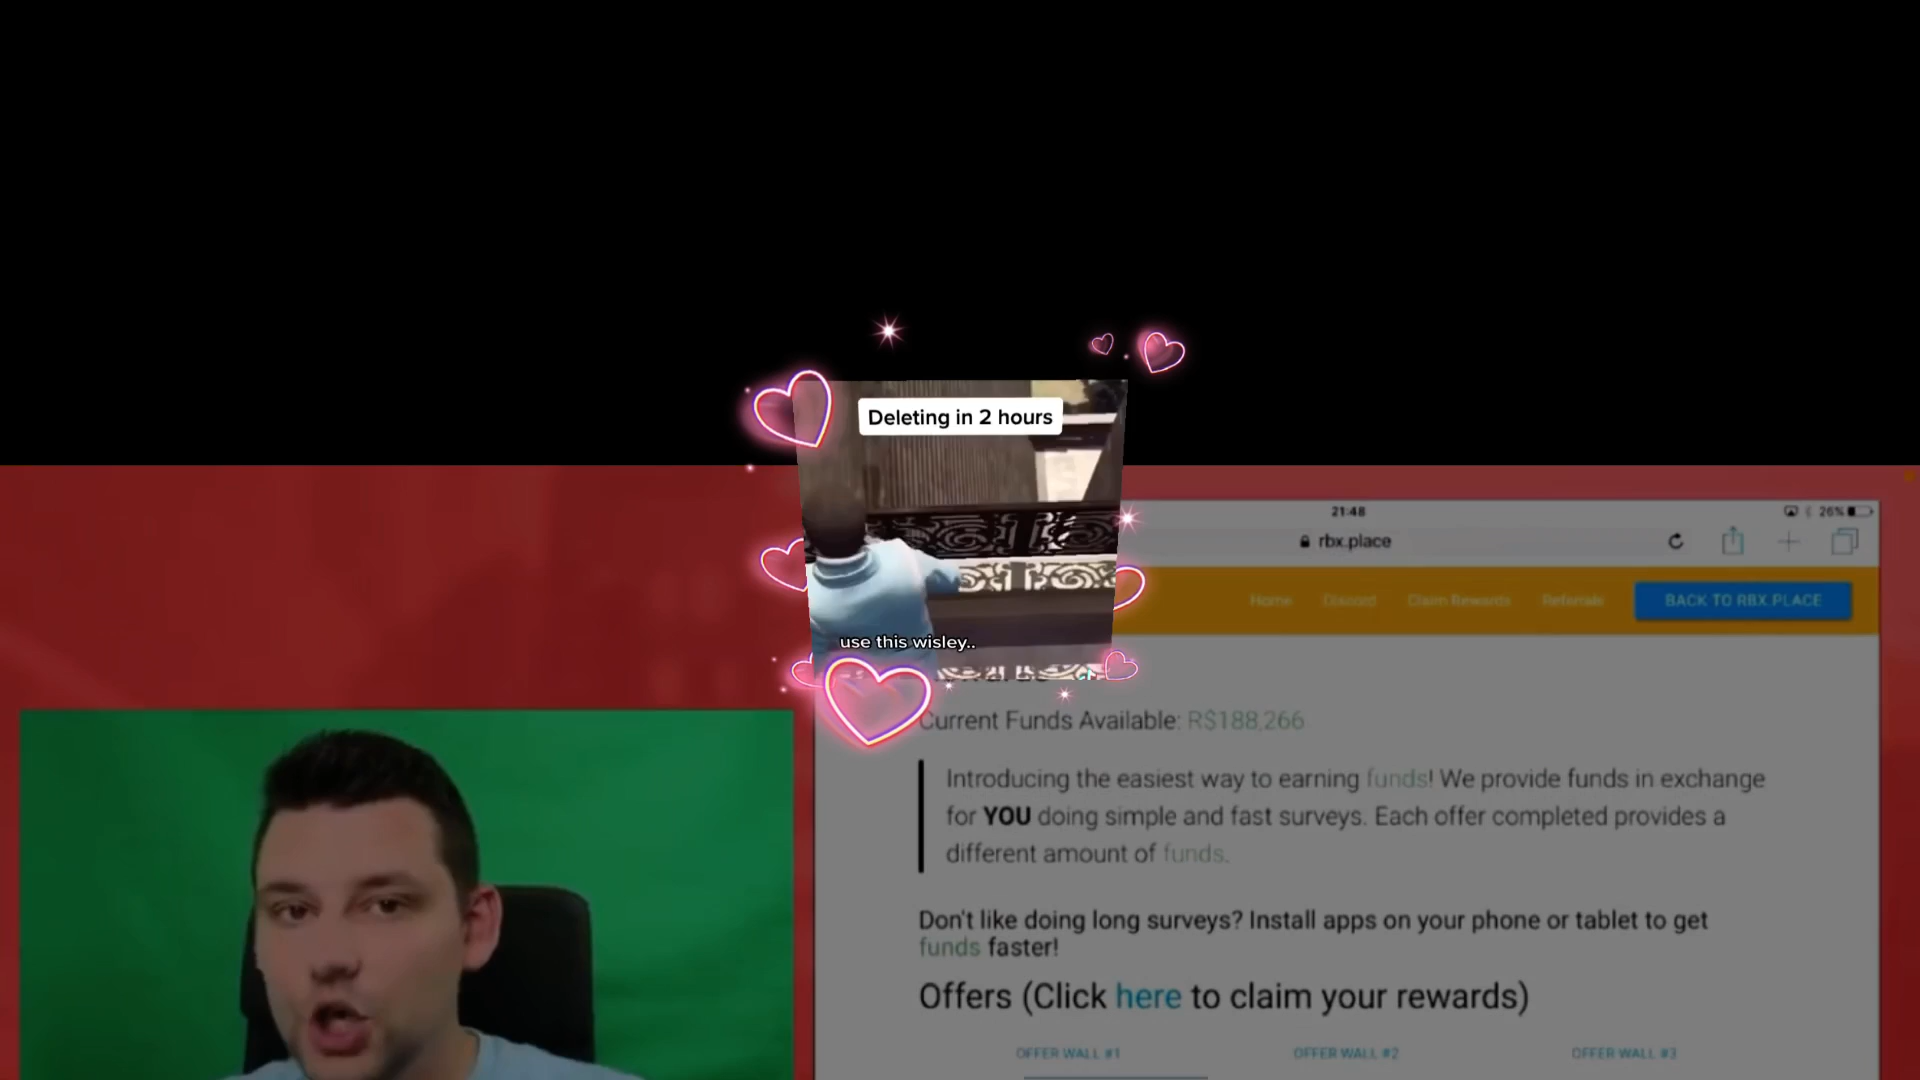 Deleting in 2 hours
use this wisley..
21:48
26%
rbx.place
Home Discord Claim Rewards Referrals BACK TO RBX.PLACE
Current Funds Available: R$188,266
Introducing the easiest way to earning funds! We provide funds in exchange
for YOU doing simple and fast surveys. Each offer completed provides a
different amount of funds.
Don't like doing long surveys? Install apps on your phone or tablet to get
funds faster!
Offers (Click here to claim your rewards)
OFFER WALL #1 OFFER WALL #2 OFFER WALL #3